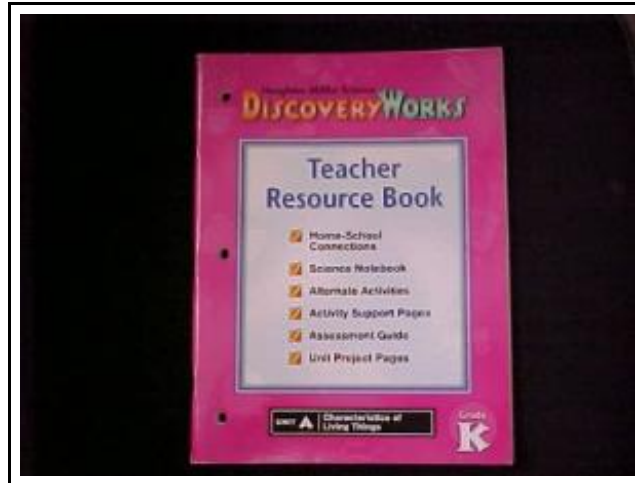 Houghton Mifflin Science
DISCOVERYWORKS
Teacher
Resource Book
Home-School
Connections
Science Notebook
Alternate Activities
Activity Support Pages
Assessment Guide
Unit Project Pages
UNIT A
Characteristics of
Living Things
Grade
K